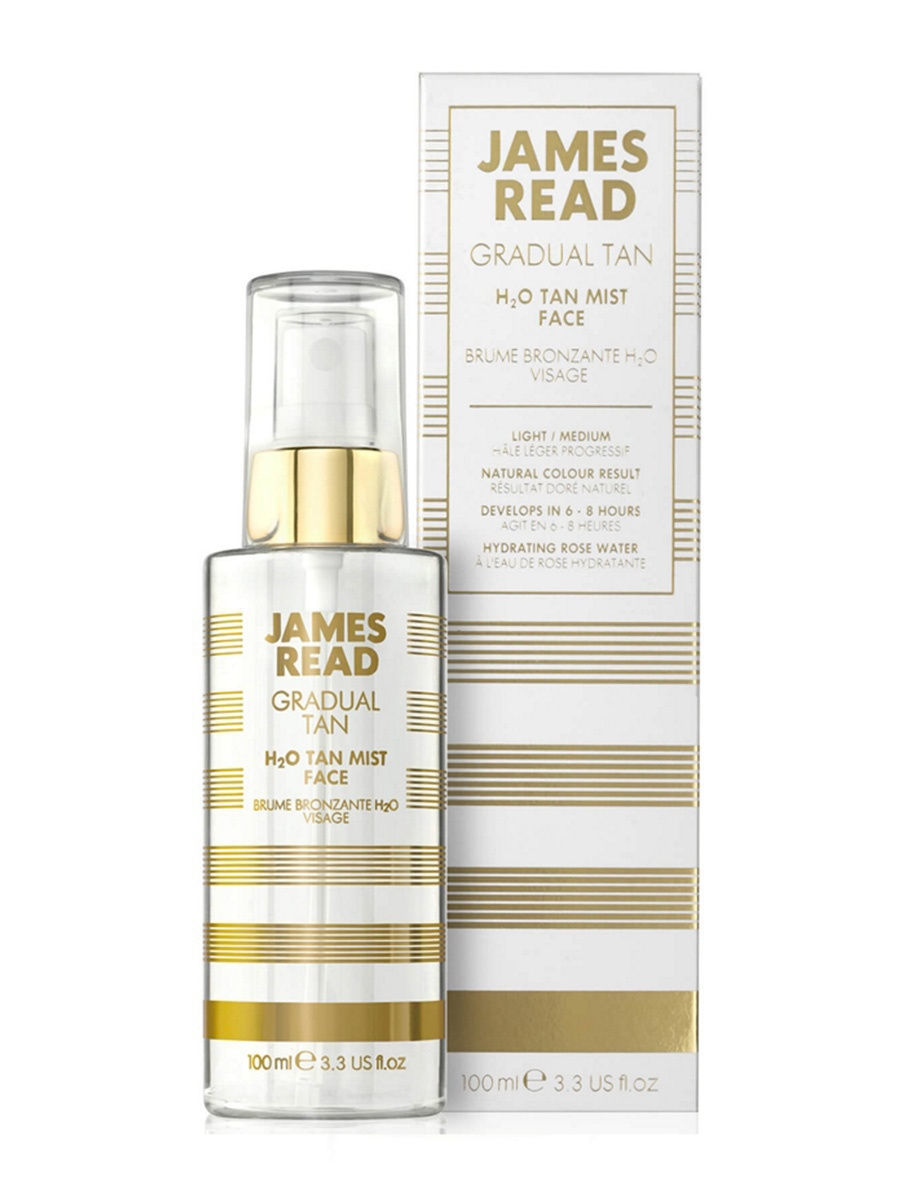 JAMES
READ
GRADUAL TAN
H₂O TAN MIST
FACE
BRUME BRONZANTE H₂O
VISAGE
LIGHT / MEDIUM
HÂLE LÉGER PROGRESSIF
NATURAL COLOUR RESULT
RÉSULTAT DORÉ NATUREL
DEVELOPS IN 6 - 8 HOURS
AGIT EN 6 - 8 HEURES
HYDRATING ROSE WATER
À L'EAU DE ROSE HYDRATANTE
100 ml ℮ 3.3 US fl.oz
JAMES
READ
GRADUAL
TAN
H₂O TAN MIST
FACE
BRUME BRONZANTE H₂O
VISAGE
100 ml ℮ 3.3 US fl.oz